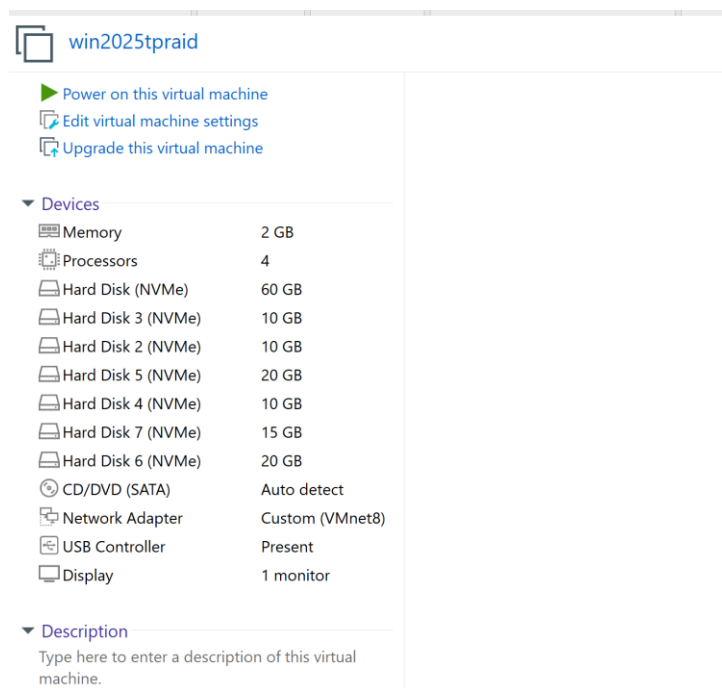 win2025tpraid
Power on this virtual machine
Edit virtual machine settings
Upgrade this virtual machine
Devices
Memory 2 GB
Processors 4
Hard Disk (NVMe) 60 GB
Hard Disk 3 (NVMe) 10 GB
Hard Disk 2 (NVMe) 10 GB
Hard Disk 5 (NVMe) 20 GB
Hard Disk 4 (NVMe) 10 GB
Hard Disk 7 (NVMe) 15 GB
Hard Disk 6 (NVMe) 20 GB
CD/DVD (SATA) Auto detect
Network Adapter Custom (VMnet8)
USB Controller Present
Display 1 monitor
Description
Type here to enter a description of this virtual
machine.